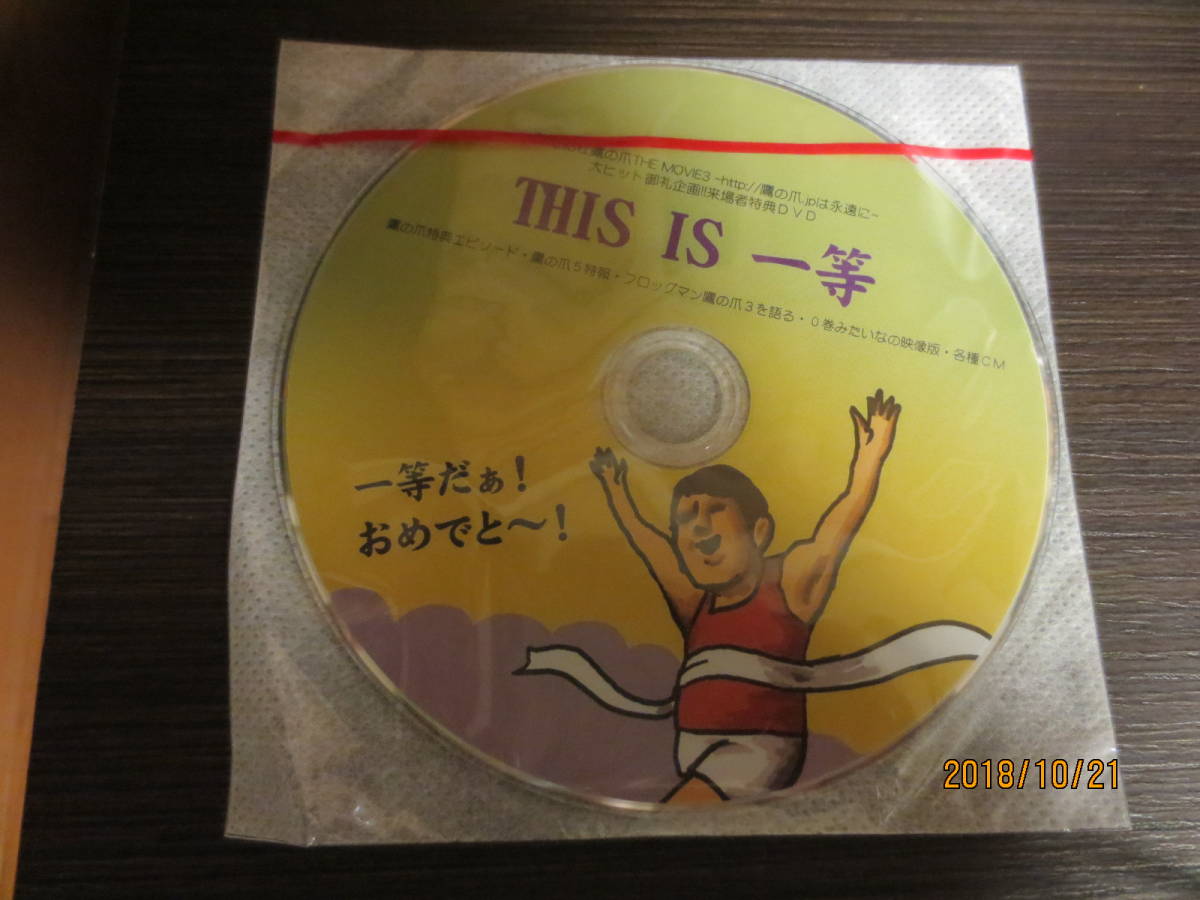 鷹の爪THE MOVIE3 -http://鷹の爪.jpは永遠に-
大ヒット御礼企画!!来場者特典DVD
THIS IS 一等
鷹の爪特典エピソード・鷹の爪5特報・フロッグマン鷹の爪3を語る・0巻みたいなの映像版・各種CM
一等だぁ!
おめでと〜!
2018/10/21